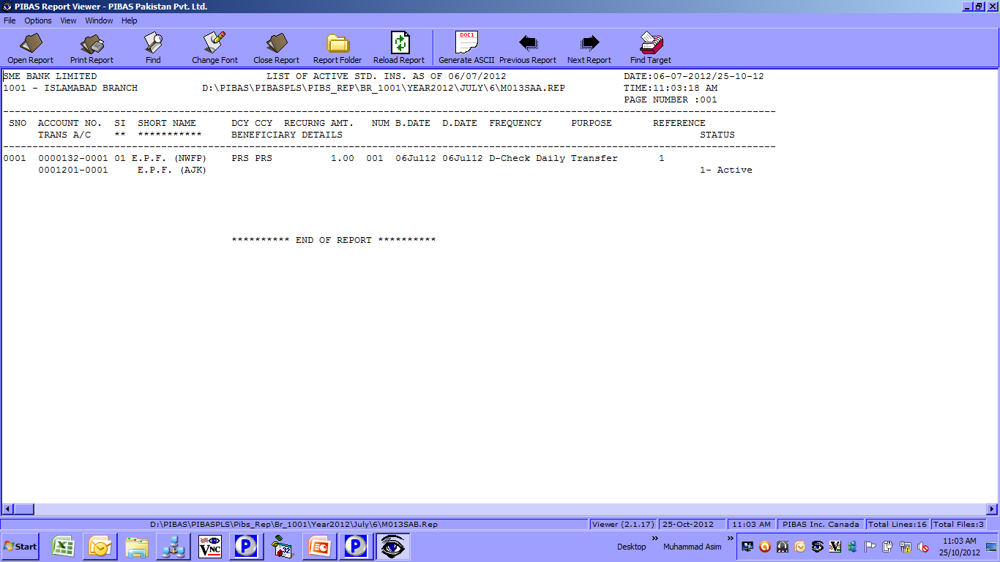 PIBAS Report Viewer - PIBAS Pakistan Pvt. Ltd.
File Options View Window Help
Open Report Print Report Find Change Font Close Report Report Folder Reload Report Generate ASCII Previous Report Next Report Find Target
SME BANK LIMITED LIST OF ACTIVE STD. INS. AS OF 06/07/2012 DATE:06-07-2012/25-10-12
1001 - ISLAMABAD BRANCH D:\PIBAS\PIBASPLS\PIBS_REP\BR_1001\YEAR2012\JULY\6\M013SAA.REP TIME:11:03:18 AM
PAGE NUMBER :001
------------------------------------------------------------------------------------------------------------------------------------
SNO ACCOUNT NO. SI SHORT NAME DCY CCY RECURNG AMT. NUM B.DATE D.DATE FREQUENCY PURPOSE REFERENCE
TRANS A/C ** *********** BENEFICIARY DETAILS STATUS
------------------------------------------------------------------------------------------------------------------------------------
0001 0000132-0001 01 E.P.F. (NWFP) PRS PRS 1.00 001 06Jul12 06Jul12 D-Check Daily Transfer 1
0001201-0001 E.P.F. (AJK) 1- Active
********** END OF REPORT **********
D:\PIBAS\PIBASPLS\Pibs_Rep\Br_1001\Year2012\July\6\M013SAB.Rep Viewer (2.1.17) 25-Oct-2012 11:03 AM PIBAS Inc. Canada Total Lines:16 Total Files:3
Start VNC P P Desktop » Muhammad Asim » 11:03 AM
25/10/2012